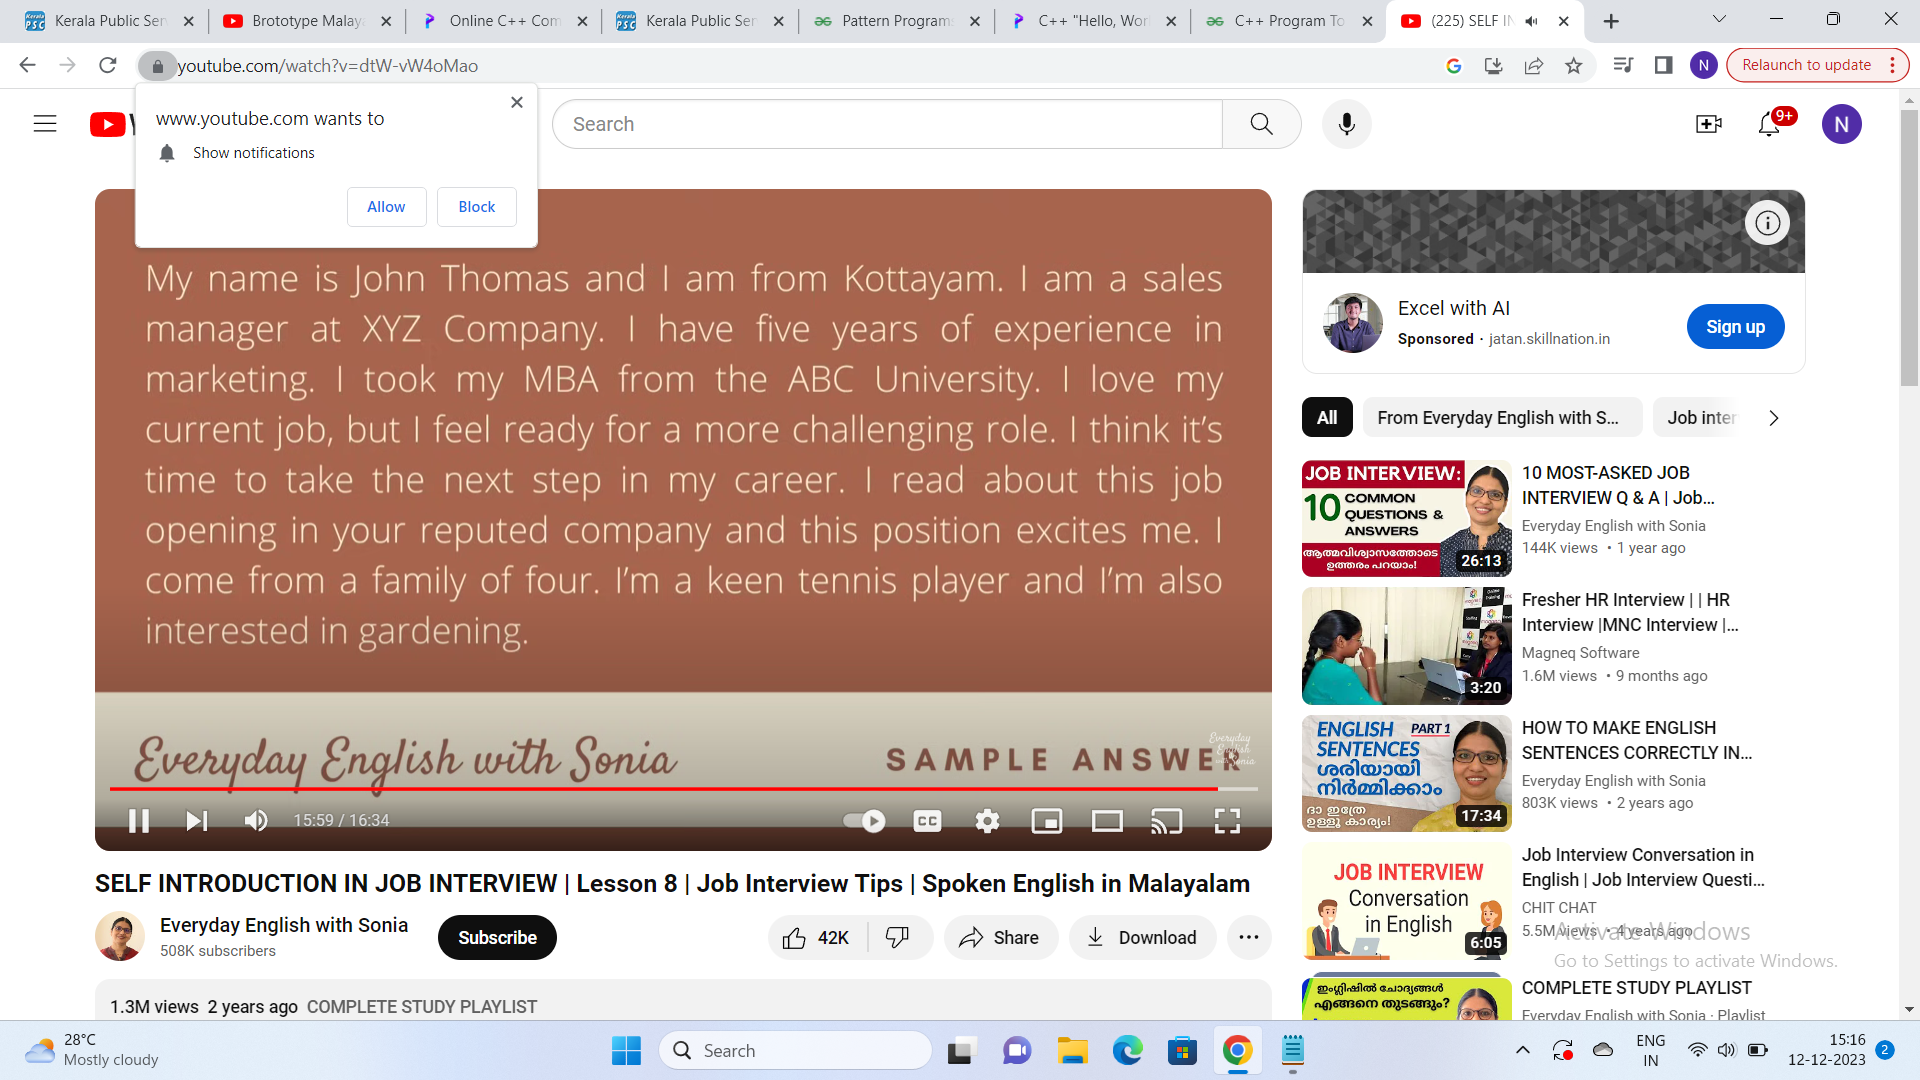 Kerala Public Ser
Brototype Malaya
Online C++ Com
Kerala Public Ser
Pattern Programs
C++ "Hello, Wor
C++ Program To
(225) SELF IN
youtube.com/watch?v=dtW-vW4oMao
Relaunch to update
www.youtube.com wants to
Show notifications
Allow
Block
Search
9+
N
My name is John Thomas and I am from Kottayam. I am a sales
manager at XYZ Company. I have five years of experience in
marketing. I took my MBA from the ABC University. I love my
current job, but I feel ready for a more challenging role. I think it's
time to take the next step in my career. I read about this job
opening in your reputed company and this position excites me. I
come from a family of four. I'm a keen tennis player and I'm also
interested in gardening.
Everyday English with Sonia
SAMPLE ANSWER
Everyday
English
with Sonia
15:59 / 16:34
CC
SELF INTRODUCTION IN JOB INTERVIEW | Lesson 8 | Job Interview Tips | Spoken English in Malayalam
Everyday English with Sonia
508K subscribers
Subscribe
42K
Share
Download
1.3M views 2 years ago COMPLETE STUDY PLAYLIST
Excel with AI
Sponsored · jatan.skillnation.in
Sign up
All
From Everyday English with S...
Job inter
JOB INTERVIEW:
10 COMMON
QUESTIONS &
ANSWERS
ആത്മവിശ്വാസത്തോടെ
ഉത്തരം പറയാം!
26:13
10 MOST-ASKED JOB
INTERVIEW Q & A | Job...
Everyday English with Sonia
144K views • 1 year ago
3:20
Fresher HR Interview | | HR
Interview |MNC Interview |...
Magneq Software
1.6M views • 9 months ago
ENGLISH PART 1
SENTENCES
ശരിയായി
നിർമ്മിക്കാം
ദാ ഇത്രേ
ഉള്ളൂ കാര്യം!
17:34
HOW TO MAKE ENGLISH
SENTENCES CORRECTLY IN...
Everyday English with Sonia
803K views • 2 years ago
JOB INTERVIEW
Conversation
in English
6:05
Job Interview Conversation in
English | Job Interview Questi...
CHIT CHAT
5.5M views • 4 years ago
Activate Windows
Go to Settings to activate Windows.
ഇംഗ്ലീഷിൽ ചോദ്യങ്ങൾ
എങ്ങനെ തുടങ്ങും?
COMPLETE STUDY PLAYLIST
Everyday English with Sonia · Playlist
28°C
Mostly cloudy
Search
ENG
IN
15:16
12-12-2023
2